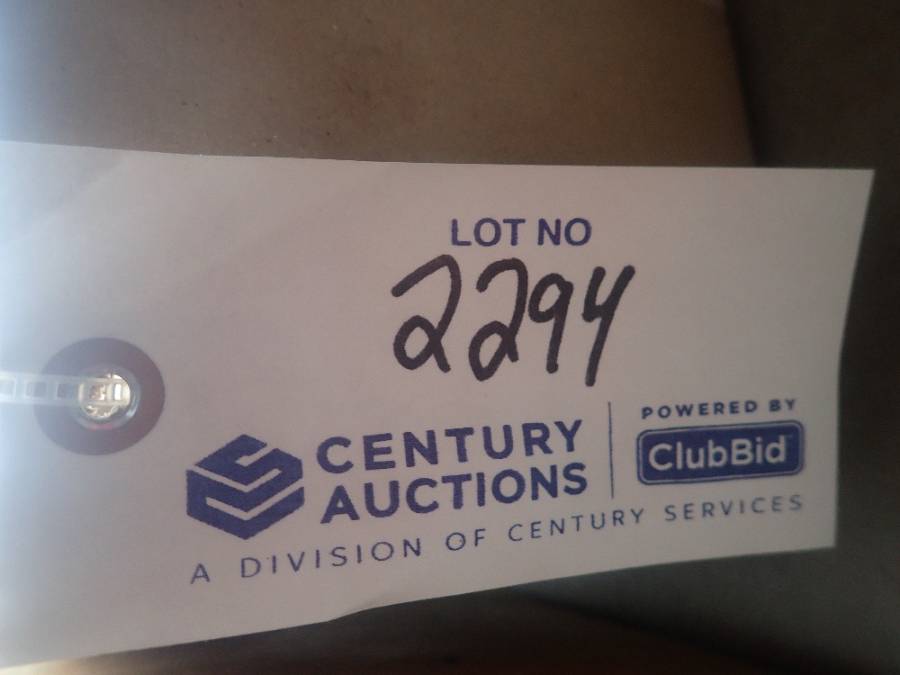 LOT NO
2294
CENTURY
AUCTIONS
POWERED BY
ClubBid
A DIVISION OF CENTURY SERVICES